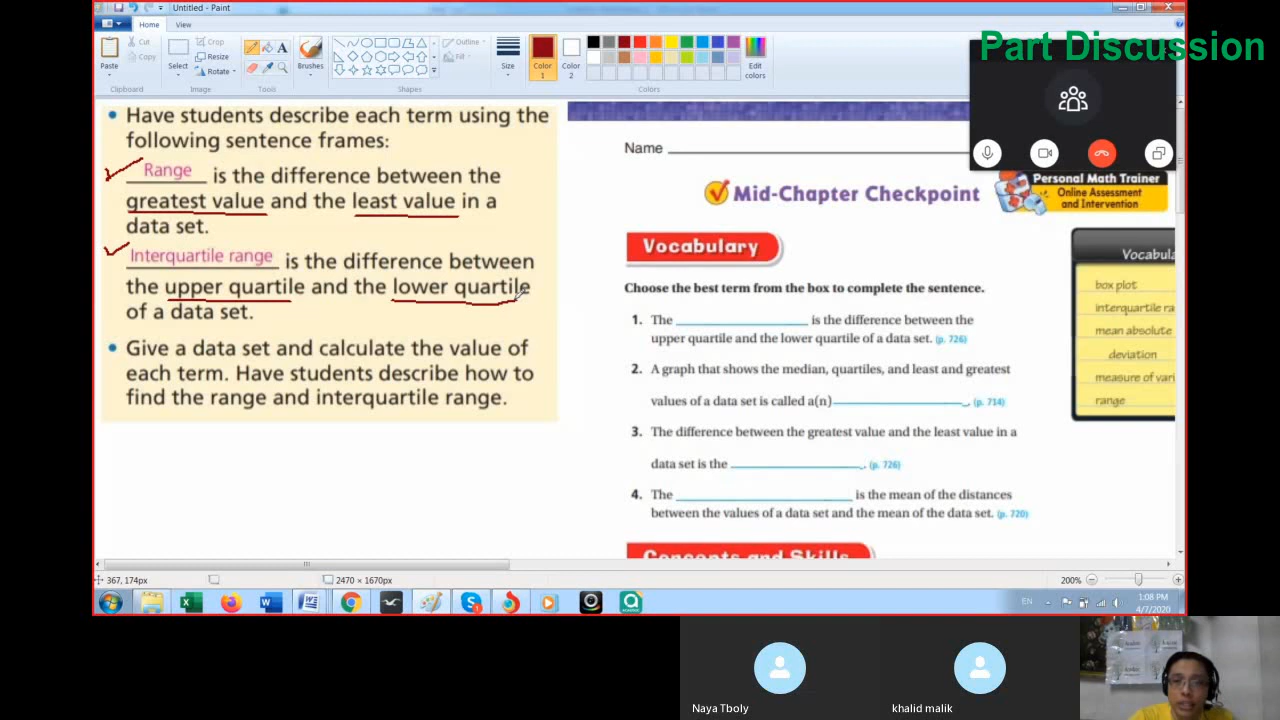 Untitled - Paint
Part Discussion
Home View
Cut
Copy
Paste
Clipboard
Crop
Resize
Rotate
Select
Image
Tools
Brushes
Outline
Fill
Shapes
Size
Color 1
Color 2
Edit colors
Colors
• Have students describe each term using the
following sentence frames:
Range is the difference between the
greatest value and the least value in a
data set.
Interquartile range is the difference between
the upper quartile and the lower quartile
of a data set.
• Give a data set and calculate the value of
each term. Have students describe how to
find the range and interquartile range.
Name
Mid-Chapter Checkpoint
Personal Math Trainer
Online Assessment
and Intervention
Vocabulary
Choose the best term from the box to complete the sentence.
1. The ____ is the difference between the
upper quartile and the lower quartile of a data set. (p. 726)
2. A graph that shows the median, quartiles, and least and greatest
values of a data set is called a(n) ____. (p. 714)
3. The difference between the greatest value and the least value in a
data set is the ____. (p. 726)
4. The ____ is the mean of the distances
between the values of a data set and the mean of the data set. (p. 720)
Concepts and Skills
Vocabula
box plot
interquartile ra
mean absolute
deviation
measure of vari
range
367, 174px
2470 × 1670px
200%
EN
1:08 PM
4/7/2020
Naya Tboly
khalid malik